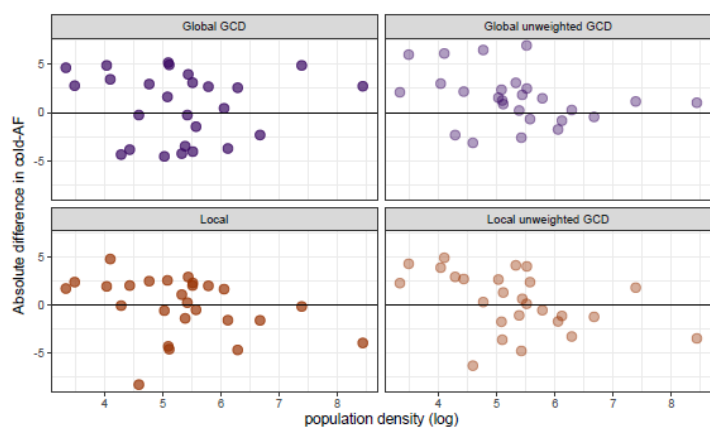 Global GCD
Global unweighted GCD
5
0
-5
Local
Local unweighted GCD
5
0
-5
4
5
6
7
8
4
5
6
7
8
population density (log)
Absolute difference in cold-AF